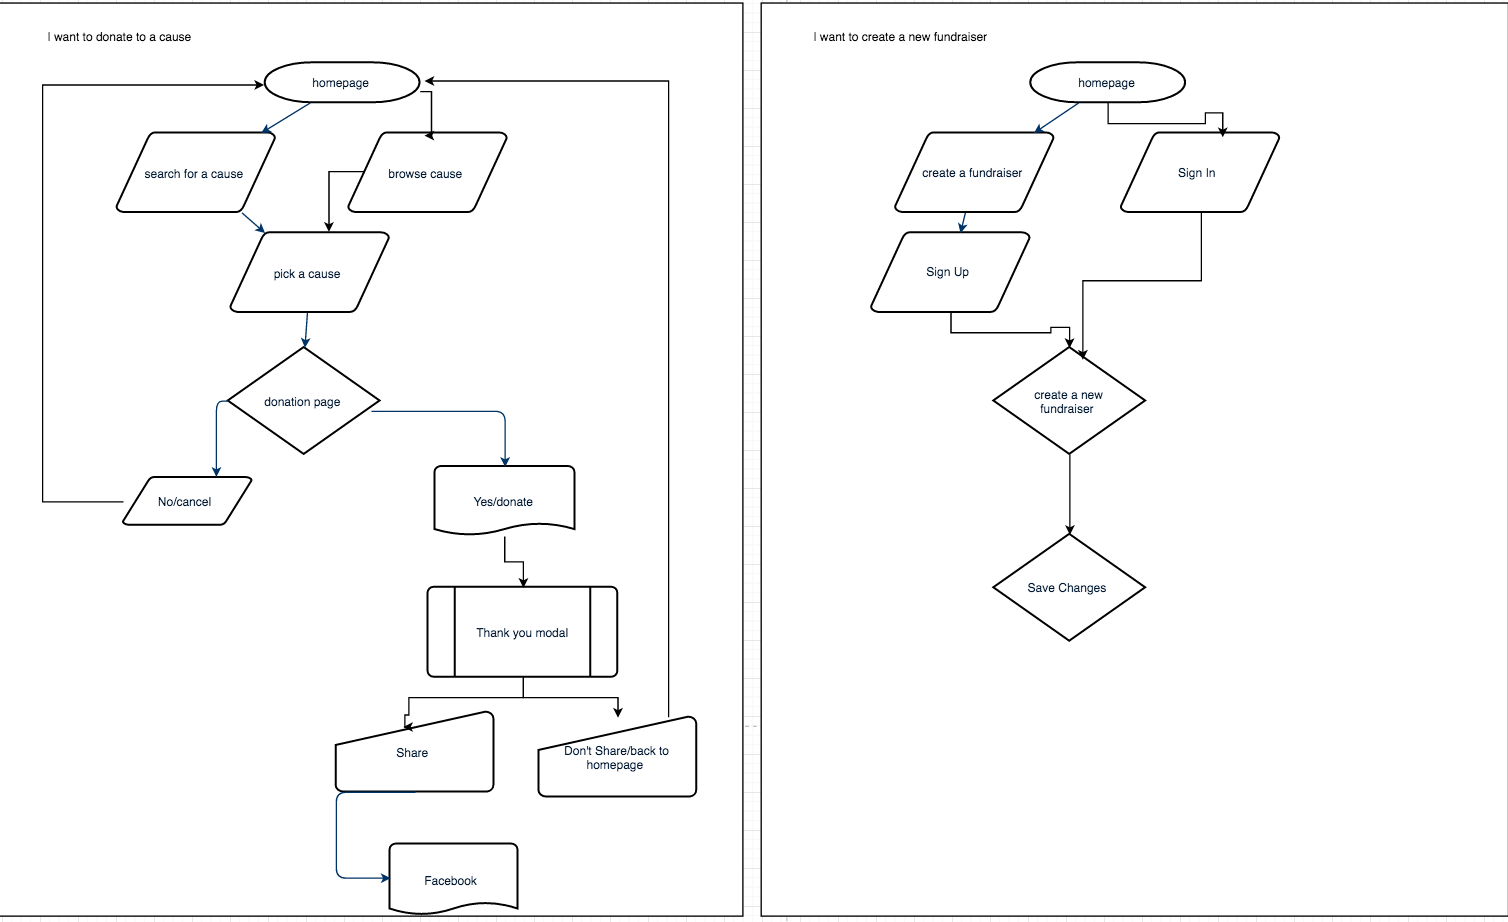 I want to donate to a cause
homepage
search for a cause
browse cause
pick a cause
donation page
No/cancel
Yes/donate
Thank you modal
Share
Don't Share/back to
homepage
Facebook
I want to create a new fundraiser
homepage
create a fundraiser
Sign In
Sign Up
create a new
fundraiser
Save Changes